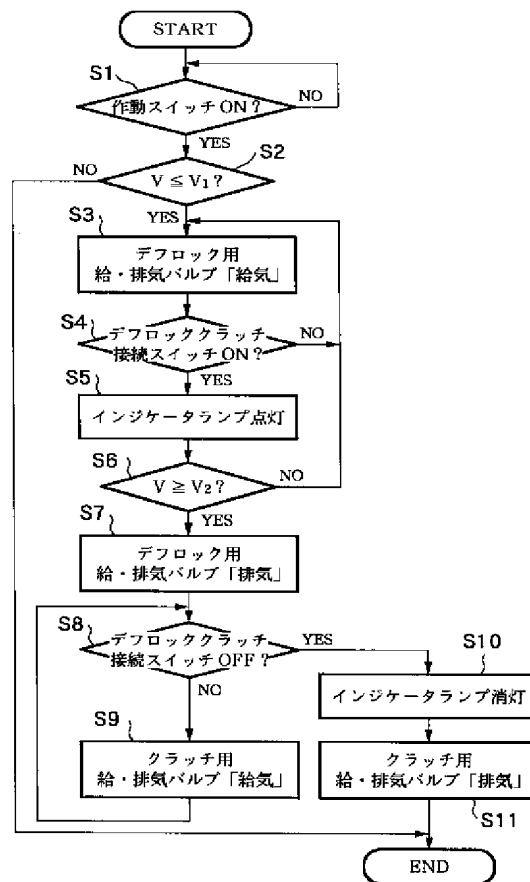 START
S1
作動スイッチON?
NO
YES
S2
NO
V≦V1?
YES
S3
デフロック用
給・排気バルブ「給気」
S4
デフロッククラッチ
接続スイッチON?
NO
YES
S5
インジケータランプ点灯
S6
V≧V2?
NO
YES
S7
デフロック用
給・排気バルブ「排気」
S8
デフロッククラッチ
接続スイッチOFF?
YES
NO
S10
インジケータランプ消灯
S9
クラッチ用
給・排気バルブ「給気」
クラッチ用
給・排気バルブ「排気」
S11
END